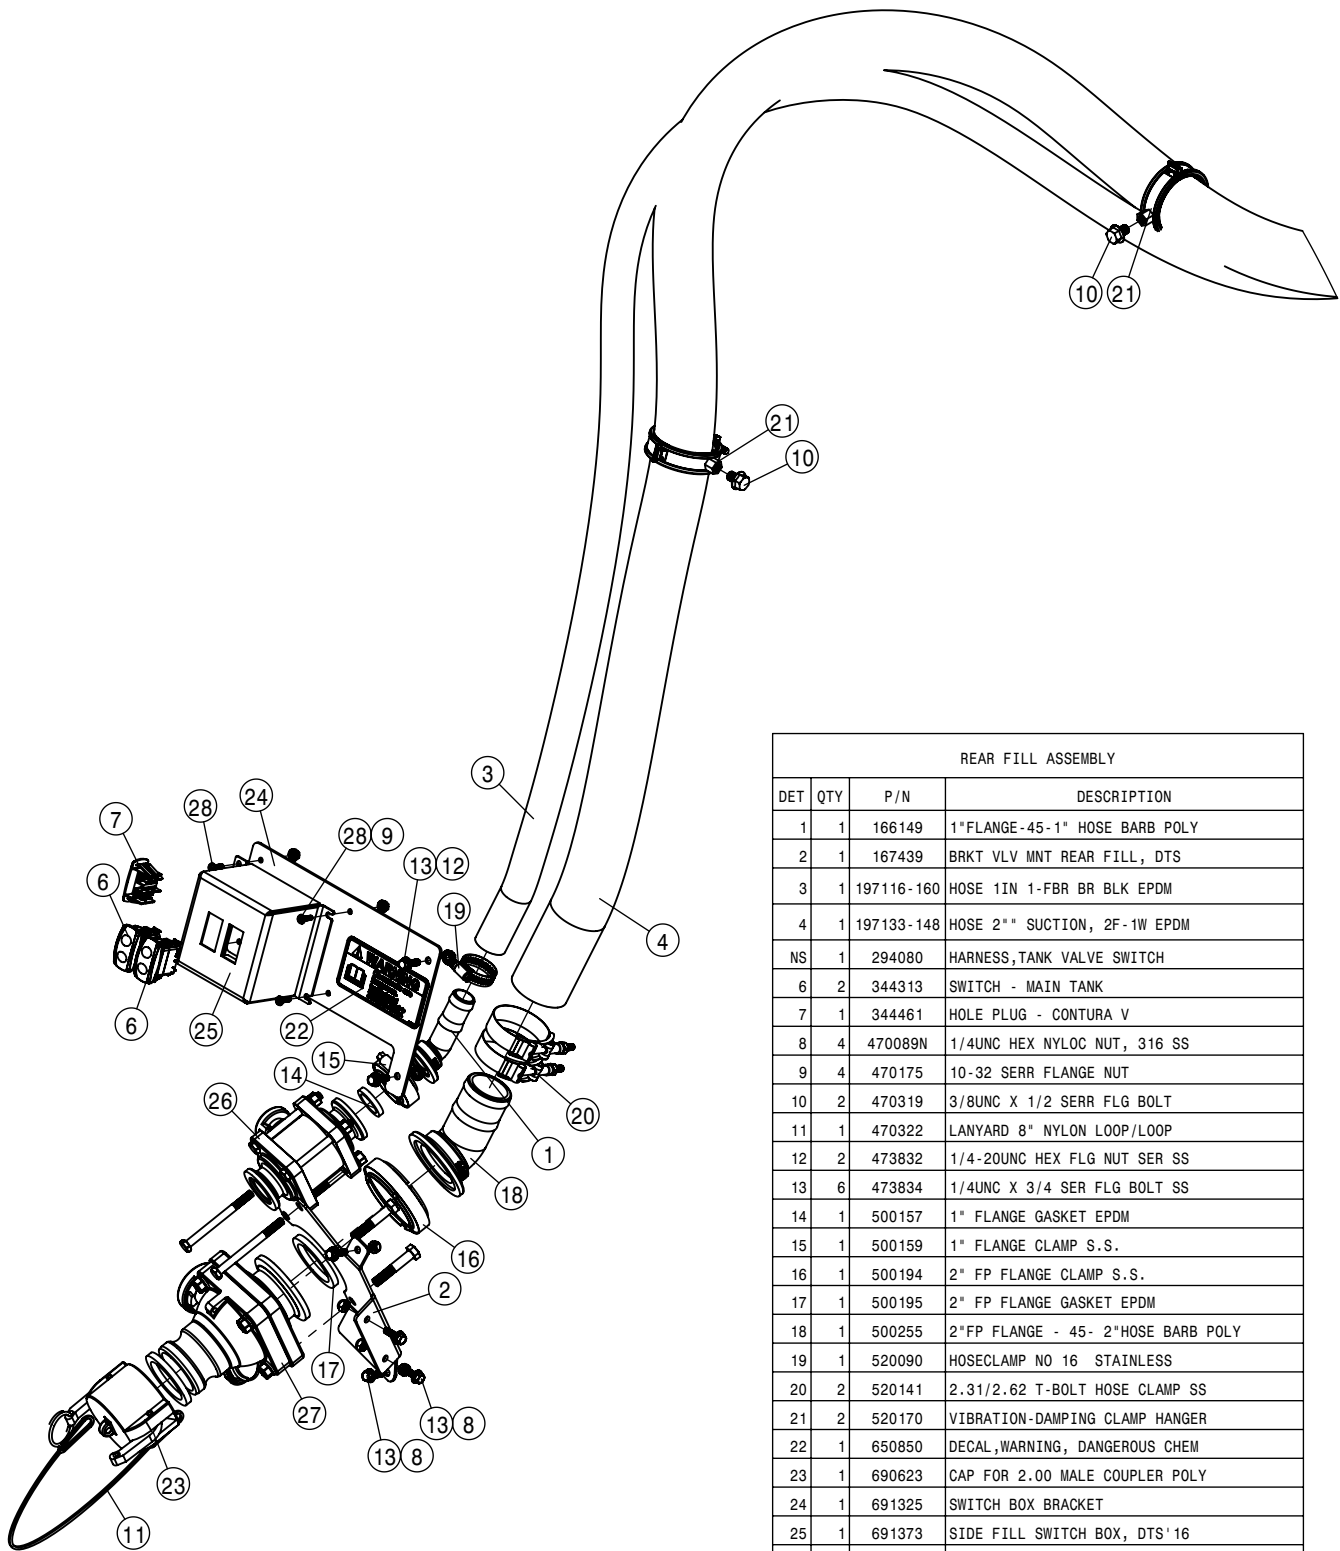 10 21
21
10
3
24
28
7
28 9
13 12
6
19
4
6
25
22
15
14
26
20
1
18
16
2
17
27
13 8
13 8
23
11
REAR FILL ASSEMBLY
DET QTY P/N DESCRIPTION
1 1 166149 1"FLANGE-45-1" HOSE BARB POLY
2 1 167439 BRKT VLV MNT REAR FILL, DTS
3 1 197116-160 HOSE 1IN 1-FBR BR BLK EPDM
4 1 197133-148 HOSE 2"" SUCTION, 2F-1W EPDM
NS 1 294080 HARNESS,TANK VALVE SWITCH
6 2 344313 SWITCH - MAIN TANK
7 1 344461 HOLE PLUG - CONTURA V
8 4 470089N 1/4UNC HEX NYLOC NUT, 316 SS
9 4 470175 10-32 SERR FLANGE NUT
10 2 470319 3/8UNC X 1/2 SERR FLG BOLT
11 1 470322 LANYARD 8" NYLON LOOP/LOOP
12 2 473832 1/4-20UNC HEX FLG NUT SER SS
13 6 473834 1/4UNC X 3/4 SER FLG BOLT SS
14 1 500157 1" FLANGE GASKET EPDM
15 1 500159 1" FLANGE CLAMP S.S.
16 1 500194 2" FP FLANGE CLAMP S.S.
17 1 500195 2" FP FLANGE GASKET EPDM
18 1 500255 2"FP FLANGE - 45- 2"HOSE BARB POLY
19 1 520090 HOSECLAMP NO 16 STAINLESS
20 2 520141 2.31/2.62 T-BOLT HOSE CLAMP SS
21 2 520170 VIBRATION-DAMPING CLAMP HANGER
22 1 650850 DECAL,WARNING, DANGEROUS CHEM
23 1 690623 CAP FOR 2.00 MALE COUPLER POLY
24 1 691325 SWITCH BOX BRACKET
25 1 691373 SIDE FILL SWITCH BOX, DTS'16
WARNING